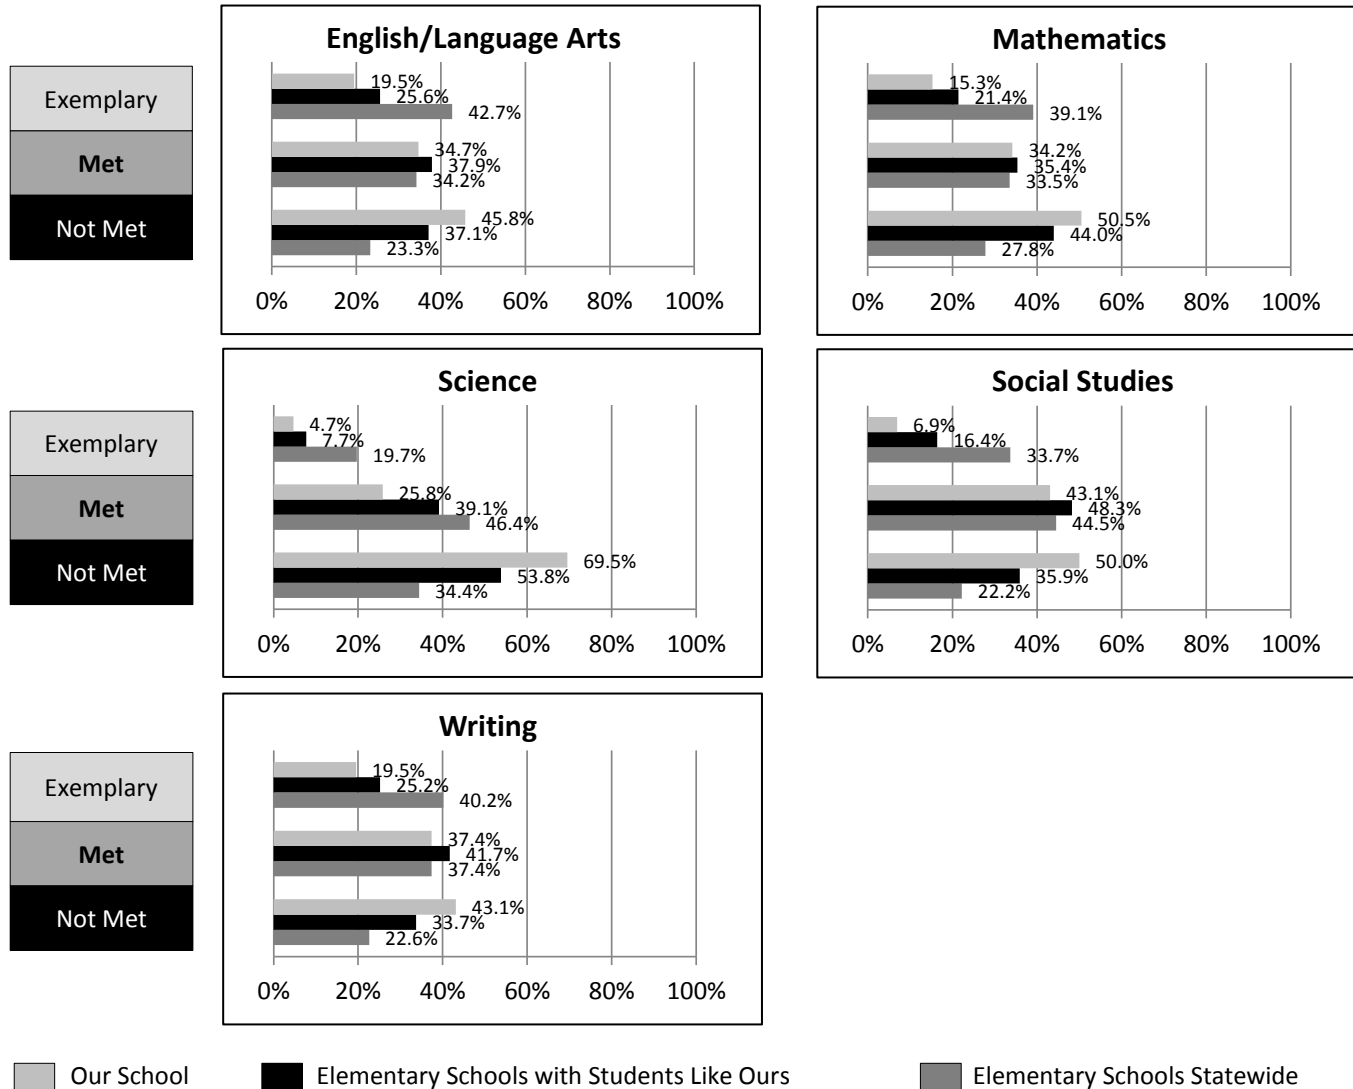 English/Language Arts
Exemplary
Met
Not Met
19.5%
25.6%
42.7%
34.7%
37.9%
34.2%
45.8%
37.1%
23.3%
0% 20% 40% 60% 80% 100%
Mathematics
15.3%
21.4%
39.1%
34.2%
35.4%
33.5%
50.5%
44.0%
27.8%
0% 20% 40% 60% 80% 100%
Science
Exemplary
Met
Not Met
4.7%
7.7%
19.7%
25.8%
39.1%
46.4%
69.5%
53.8%
34.4%
0% 20% 40% 60% 80% 100%
Social Studies
6.9%
16.4%
33.7%
43.1%
48.3%
44.5%
50.0%
35.9%
22.2%
0% 20% 40% 60% 80% 100%
Writing
Exemplary
Met
Not Met
19.5%
25.2%
40.2%
37.4%
41.7%
37.4%
43.1%
33.7%
22.6%
0% 20% 40% 60% 80% 100%
Our School Elementary Schools with Students Like Ours Elementary Schools Statewide